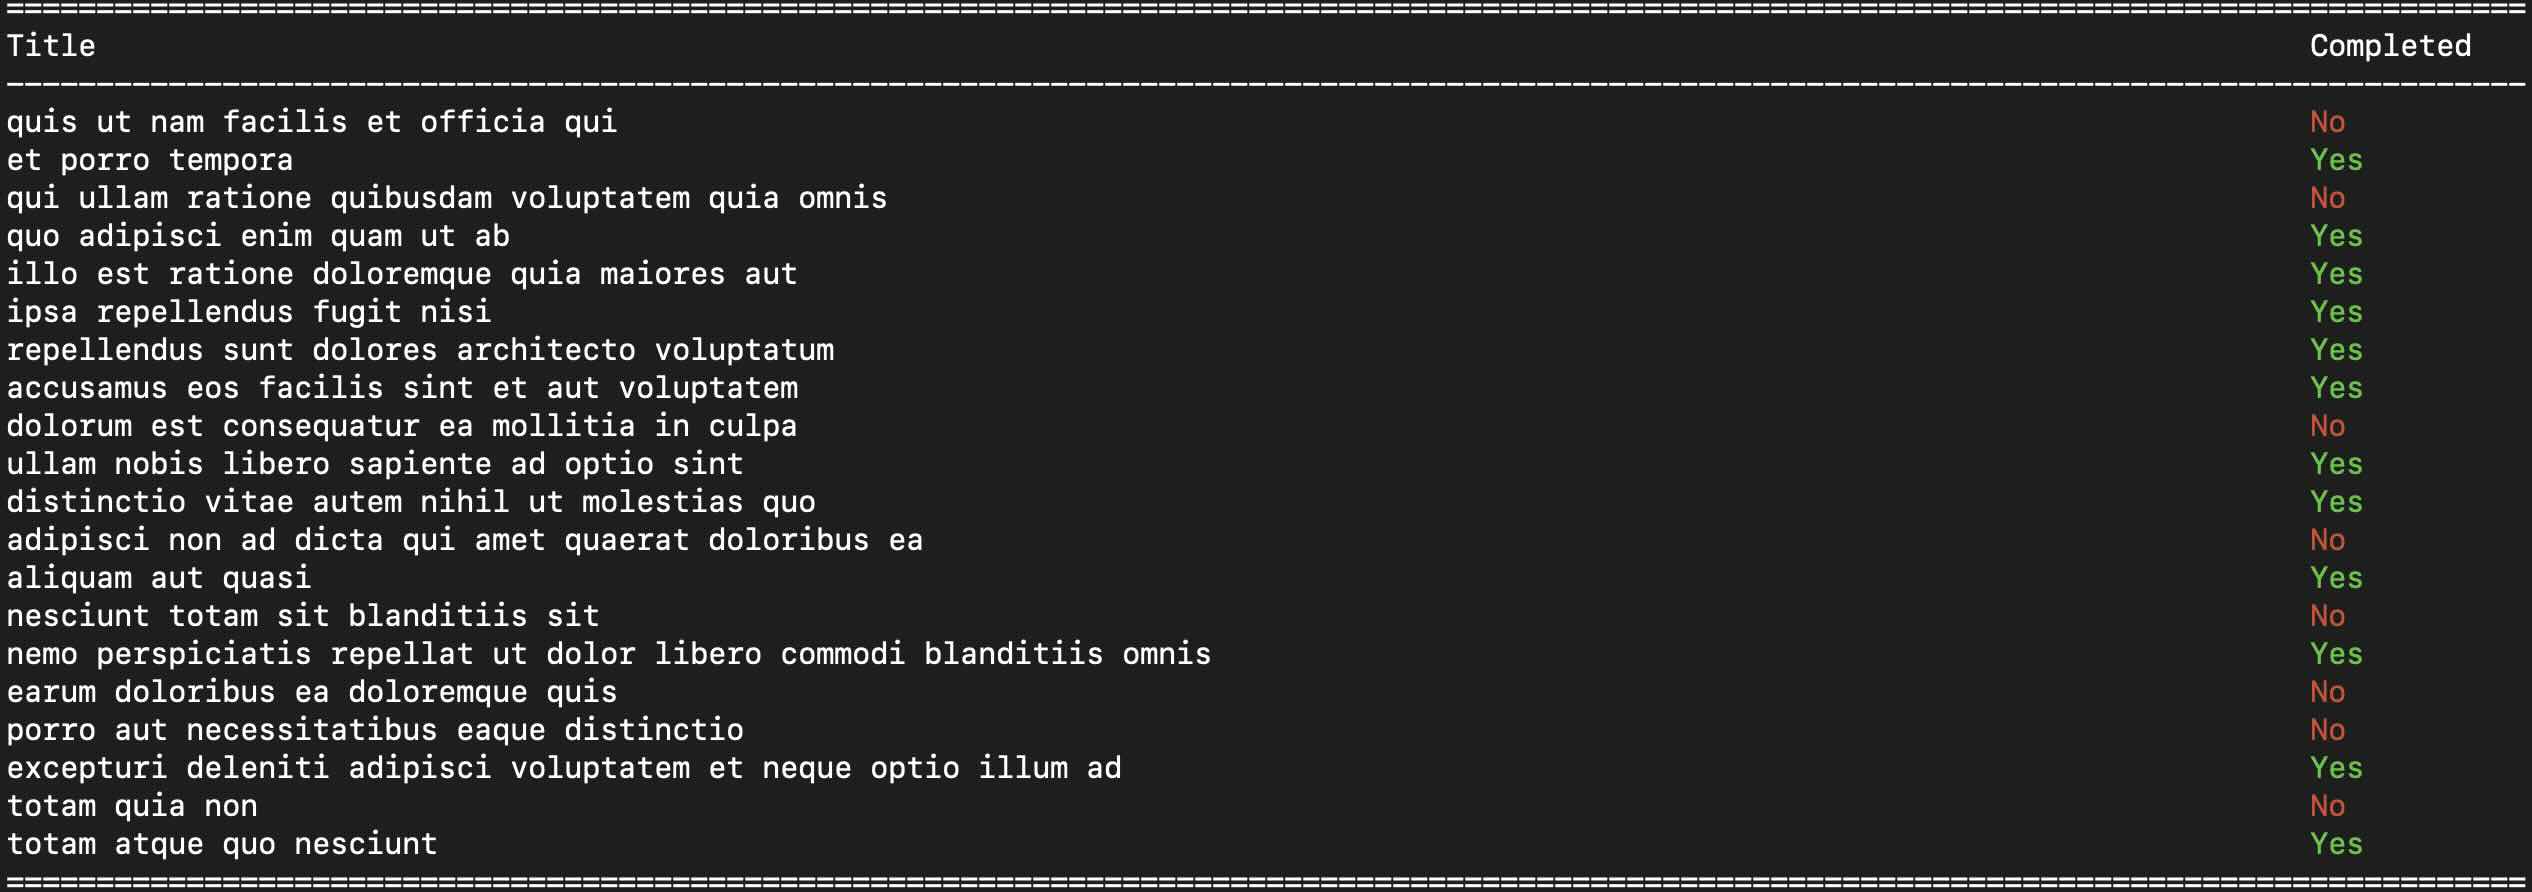 ============================================================================================================================================
Title                                                                                                                           Completed
--------------------------------------------------------------------------------------------------------------------------------------------
quis ut nam facilis et officia qui                                                                                              No
et porro tempora                                                                                                                Yes
qui ullam ratione quibusdam voluptatem quia omnis                                                                               No
quo adipisci enim quam ut ab                                                                                                    Yes
illo est ratione doloremque quia maiores aut                                                                                    Yes
ipsa repellendus fugit nisi                                                                                                     Yes
repellendus sunt dolores architecto voluptatum                                                                                  Yes
accusamus eos facilis sint et aut voluptatem                                                                                    Yes
dolorum est consequatur ea mollitia in culpa                                                                                    No
ullam nobis libero sapiente ad optio sint                                                                                       Yes
distinctio vitae autem nihil ut molestias quo                                                                                   Yes
adipisci non ad dicta qui amet quaerat doloribus ea                                                                             No
aliquam aut quasi                                                                                                               Yes
nesciunt totam sit blanditiis sit                                                                                               No
nemo perspiciatis repellat ut dolor libero commodi blanditiis omnis                                                             Yes
earum doloribus ea doloremque quis                                                                                              No
porro aut necessitatibus eaque distinctio                                                                                       No
excepturi deleniti adipisci voluptatem et neque optio illum ad                                                                  Yes
totam quia non                                                                                                                  No
totam atque quo nesciunt                                                                                                        Yes
============================================================================================================================================